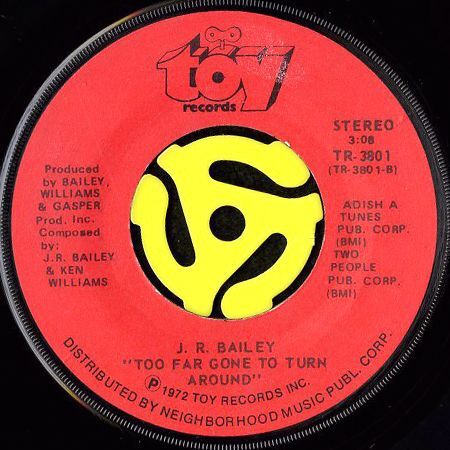 töy
records
STEREO
3:08
TR-3801
(TR-3801-B)
Produced
by BAILEY,
WILLIAMS
& GASPER
Prod. Inc.
Composed
by:
J.R. BAILEY
& KEN
WILLIAMS
ADISH A
TUNES
PUB. CORP.
(BMI)
TWO
PEOPLE
PUB. CORP.
(BMI)
J. R. BAILEY
"TOO FAR GONE TO TURN
AROUND"
Ⓟ 1972 TOY RECORDS INC.
DISTRIBUTED BY NEIGHBORHOOD MUSIC PUBL. CORP.